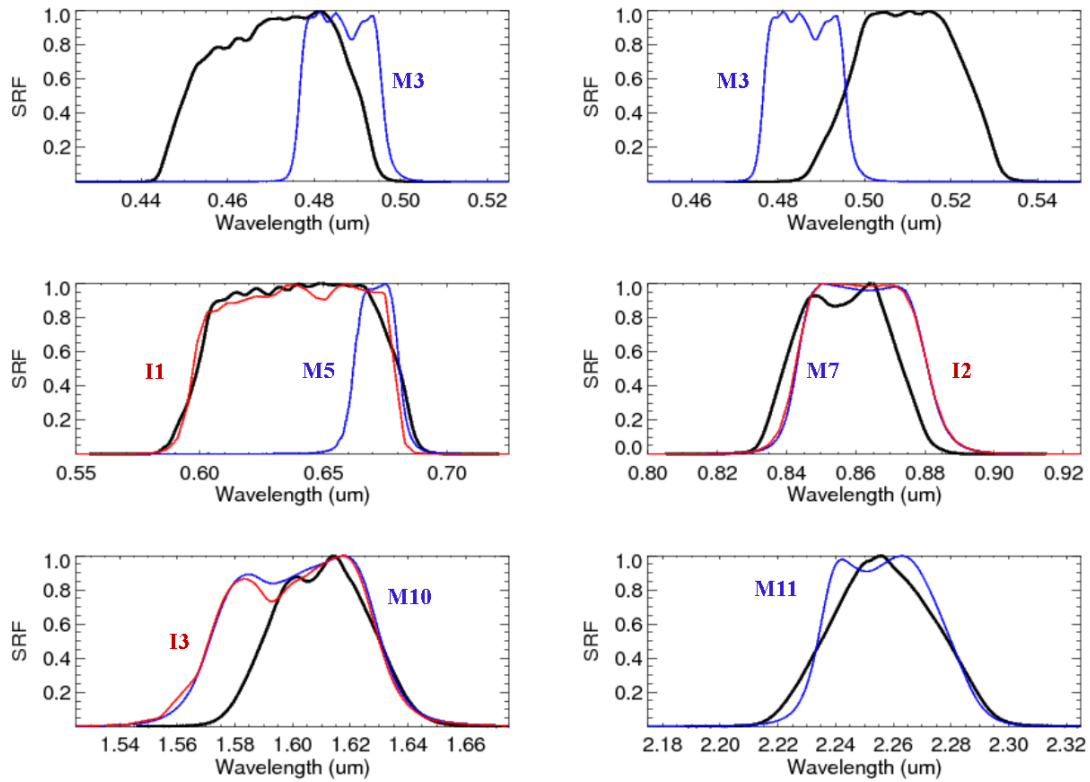 1.0
0.8
0.6
0.4
0.2
SRF
M3
0.44 0.46 0.48 0.50 0.52
Wavelength (um)
1.0
0.8
0.6
0.4
0.2
SRF
M3
0.46 0.48 0.50 0.52 0.54
Wavelength (um)
1.0
0.8
0.6
0.4
0.2
SRF
I1
M5
0.55 0.60 0.65 0.70
Wavelength (um)
1.0
0.8
0.6
0.4
0.2
0.0
SRF
M7
I2
0.80 0.82 0.84 0.86 0.88 0.90 0.92
Wavelength (um)
1.0
0.8
0.6
0.4
0.2
SRF
I3
M10
1.54 1.56 1.58 1.60 1.62 1.64 1.66
Wavelength (um)
1.0
0.8
0.6
0.4
0.2
SRF
M11
2.18 2.20 2.22 2.24 2.26 2.28 2.30 2.32
Wavelength (um)